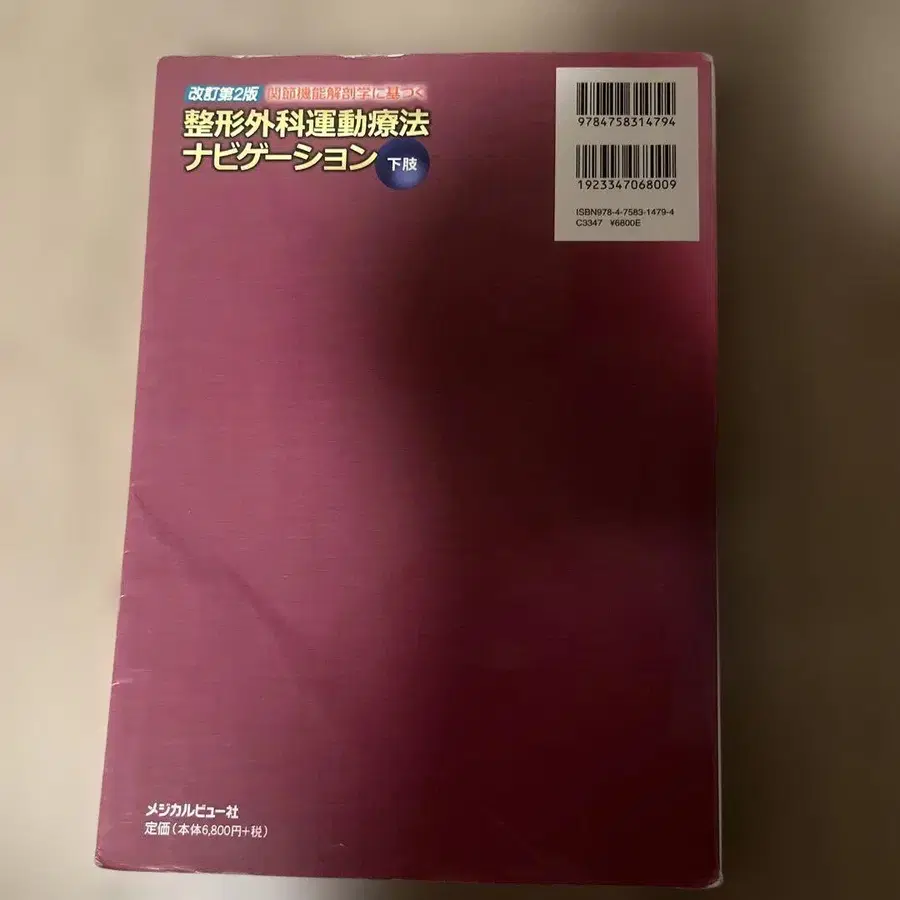 改訂第2版 関節機能解剖学に基づく
整形外科運動療法
ナビゲーション 下肢
9784758314794
1923347068009
ISBN978-4-7583-1479-4
C3347 ¥6800E
メジカルビュー社
定価（本体6,800円+税）